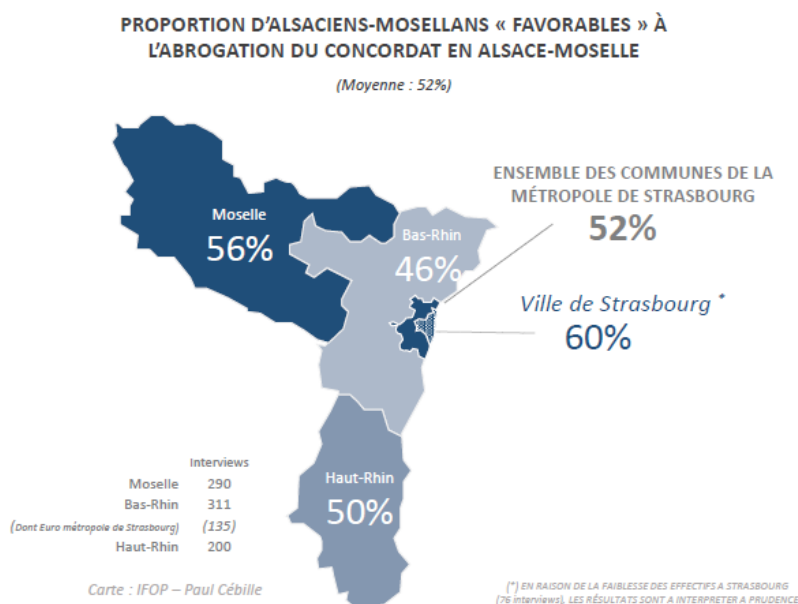 PROPORTION D'ALSACIENS-MOSELLANS « FAVORABLES » À
L'ABROGATION DU CONCORDAT EN ALSACE-MOSELLE
(Moyenne : 52%)
ENSEMBLE DES COMMUNES DE LA
MÉTROPOLE DE STRASBOURG
52%
Moselle
56%
Bas-Rhin
46%
Ville de Strasbourg *
60%
Haut-Rhin
50%
Interviews
Moselle 290
Bas-Rhin 311
(Dont Euro métropole de Strasbourg) (135)
Haut-Rhin 200
Carte : IFOP – Paul Cébille
(*) EN RAISON DE LA FAIBLESSE DES EFFECTIFS A STRASBOURG
(76 interviews), LES RÉSULTATS SONT A INTERPRETER A PRUDENCE